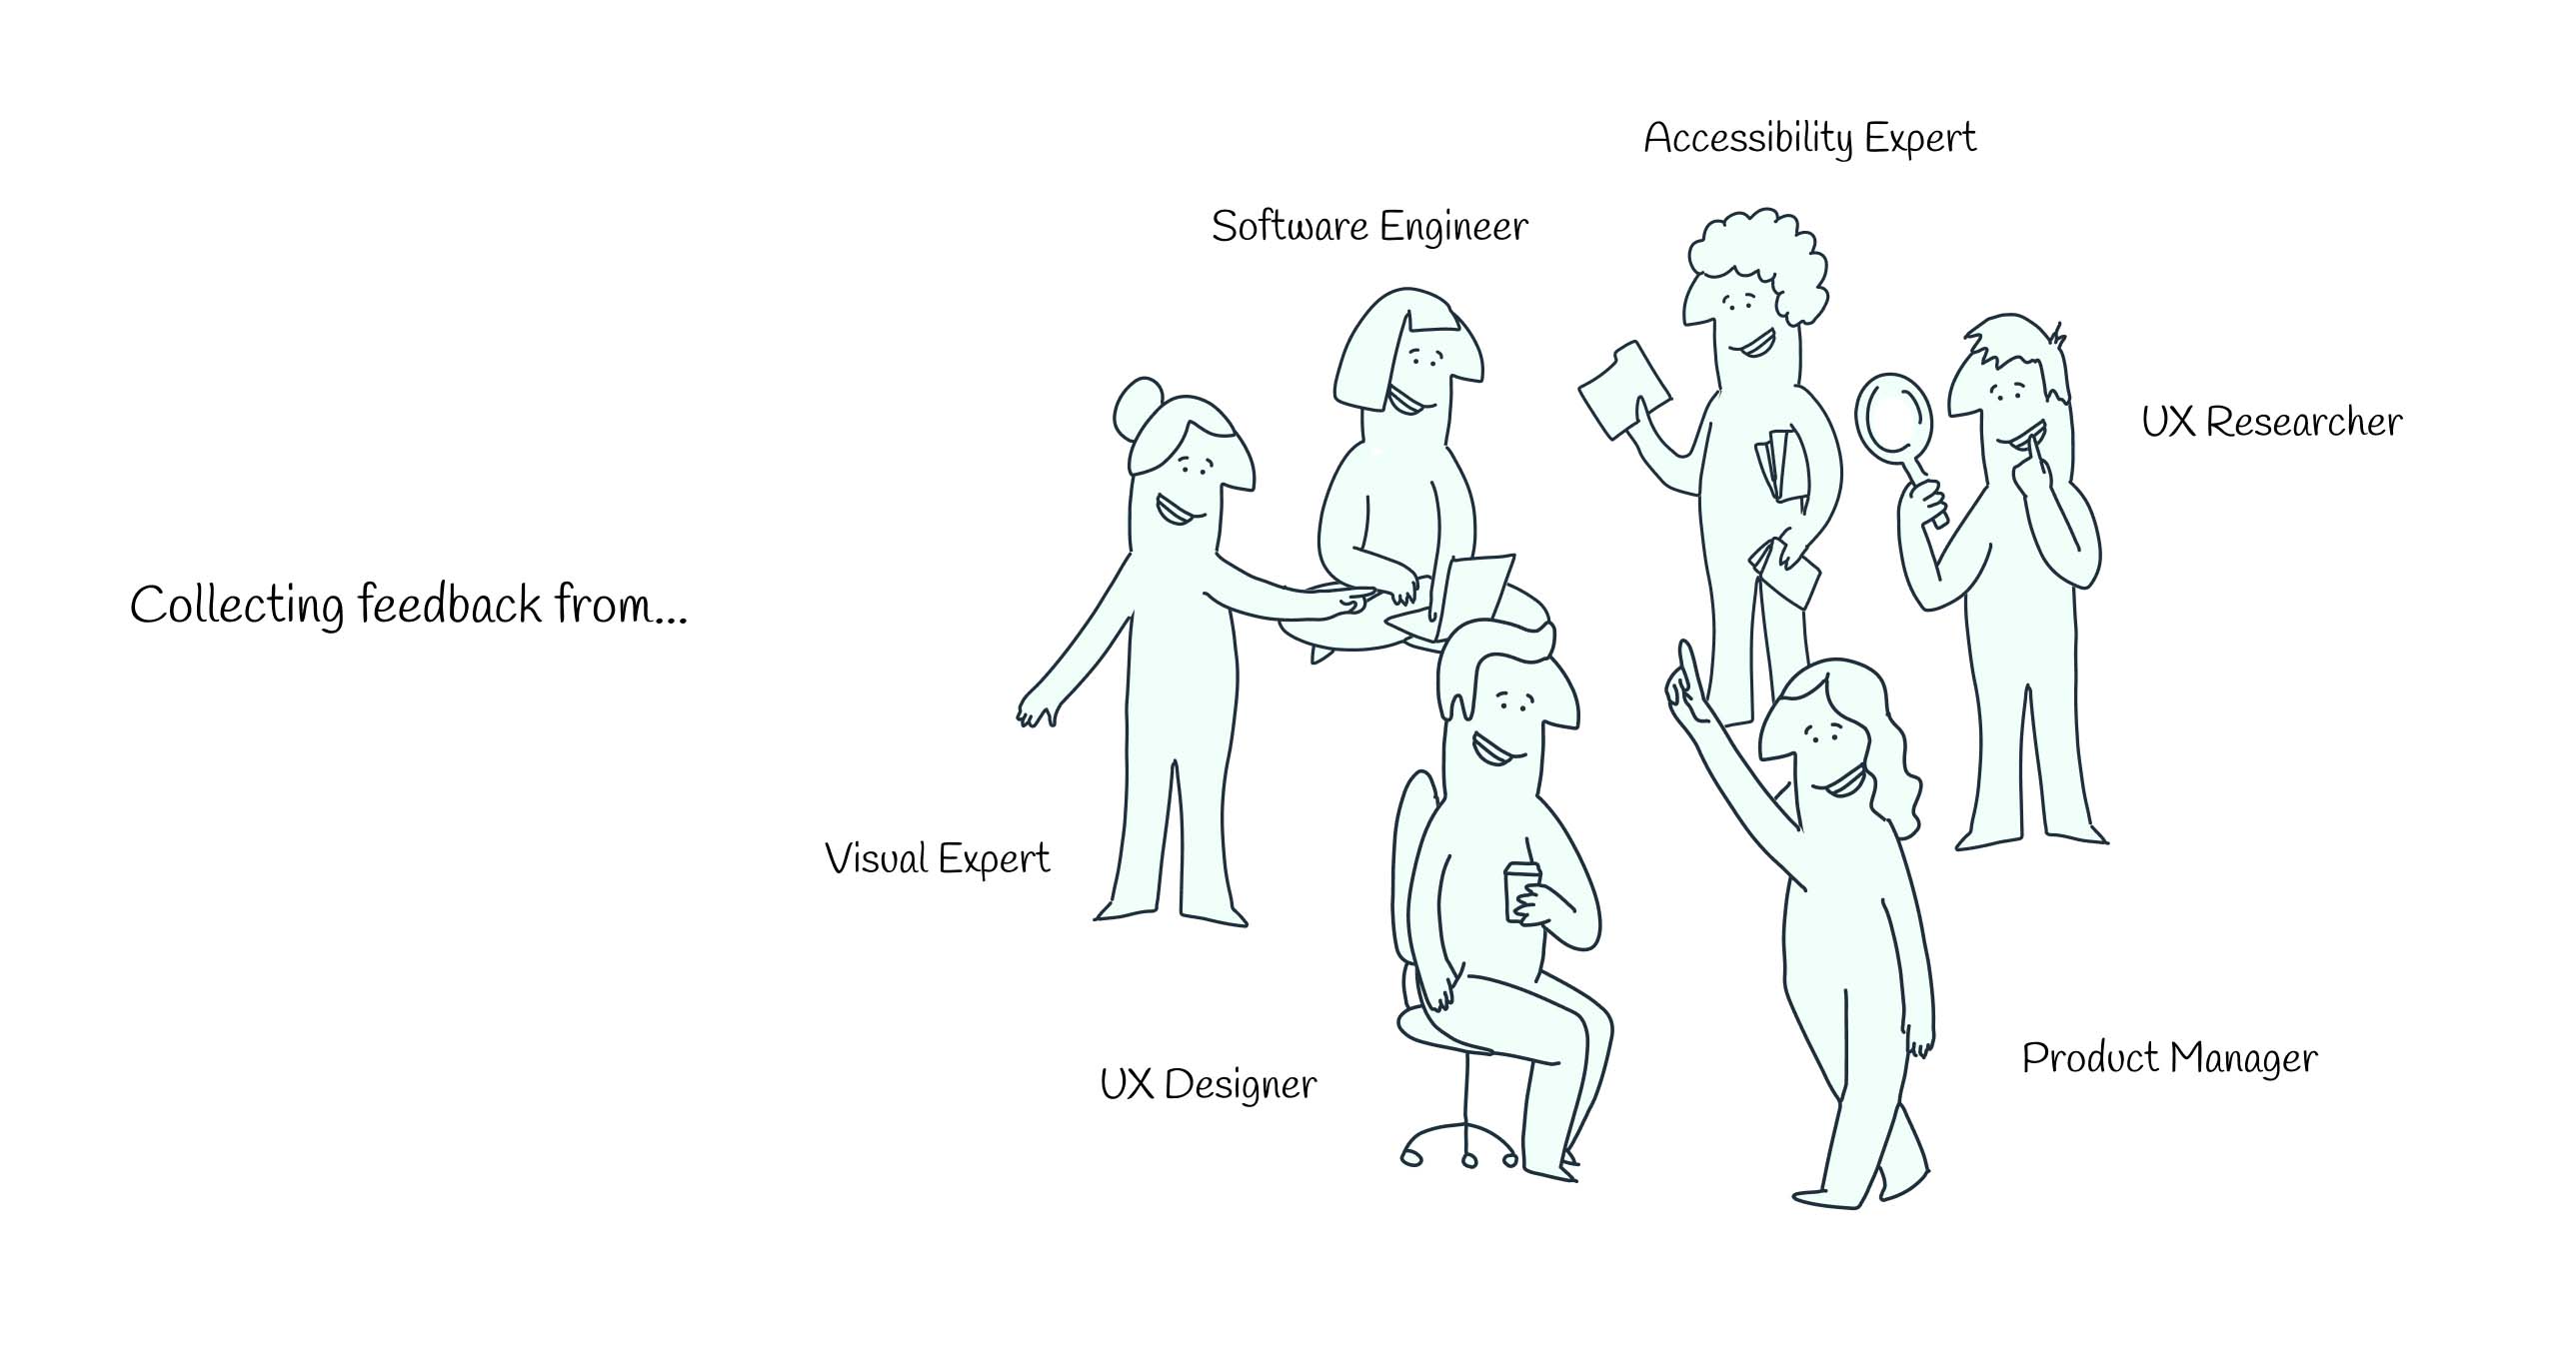 Accessibility Expert
Software Engineer
UX Researcher
Collecting feedback from...
Visual Expert
UX Designer
Product Manager